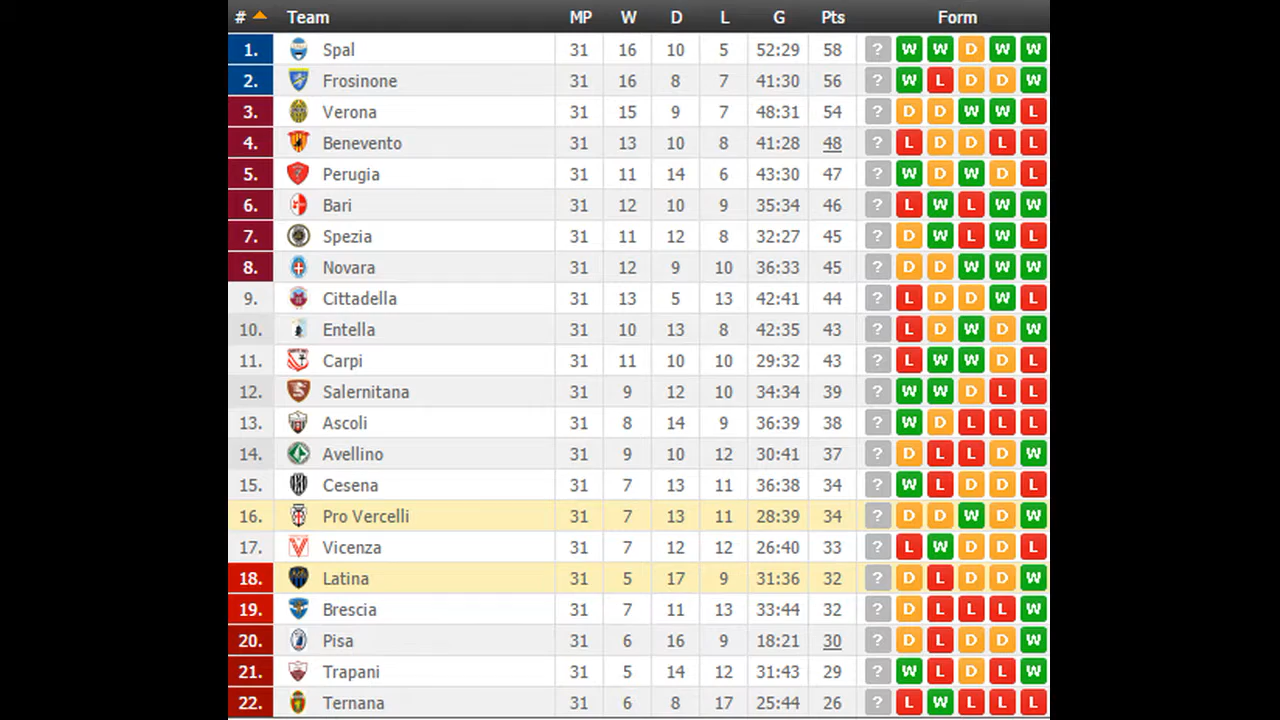 # Team MP W D L G Pts Form
1. Spal 31 16 10 5 52:29 58 ? W W D W W
2. Frosinone 31 16 8 7 41:30 56 ? W L D D W
3. Verona 31 15 9 7 48:31 54 ? D D W W L
4. Benevento 31 13 10 8 41:28 48 ? L D D L L
5. Perugia 31 11 14 6 43:30 47 ? W D W D L
6. Bari 31 12 10 9 35:34 46 ? L W L W W
7. Spezia 31 11 12 8 32:27 45 ? D W L W L
8. Novara 31 12 9 10 36:33 45 ? D D W W W
9. Cittadella 31 13 5 13 42:41 44 ? L D D W L
10. Entella 31 10 13 8 42:35 43 ? L D W D W
11. Carpi 31 11 10 10 29:32 43 ? L W W D L
12. Salernitana 31 9 12 10 34:34 39 ? W W D L L
13. Ascoli 31 8 14 9 36:39 38 ? W D L L L
14. Avellino 31 9 10 12 30:41 37 ? D L L D W
15. Cesena 31 7 13 11 36:38 34 ? W L D D L
16. Pro Vercelli 31 7 13 11 28:39 34 ? D D W D W
17. Vicenza 31 7 12 12 26:40 33 ? L W D D L
18. Latina 31 5 17 9 31:36 32 ? D L D D W
19. Brescia 31 7 11 13 33:44 32 ? D L L L W
20. Pisa 31 6 16 9 18:21 30 ? D L D D W
21. Trapani 31 5 14 12 31:43 29 ? W L D L W
22. Ternana 31 6 8 17 25:44 26 ? L W L L L